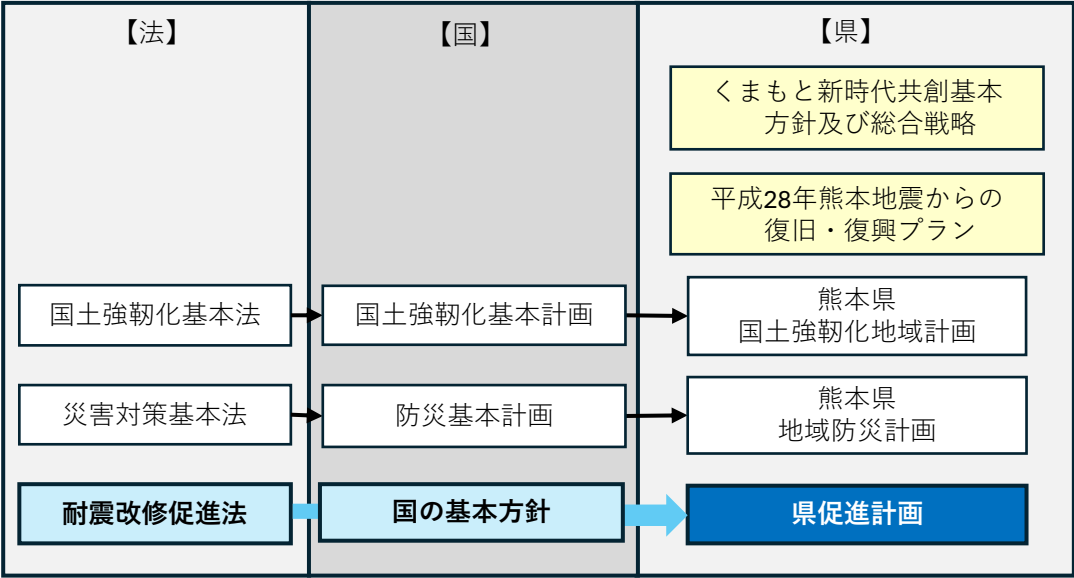 【法】
【国】
【県】
くまもと新時代共創基本
方針及び総合戦略
平成28年熊本地震からの
復旧・復興プラン
国土強靭化基本法
国土強靭化基本計画
熊本県
国土強靭化地域計画
災害対策基本法
防災基本計画
熊本県
地域防災計画
耐震改修促進法
国の基本方針
県促進計画